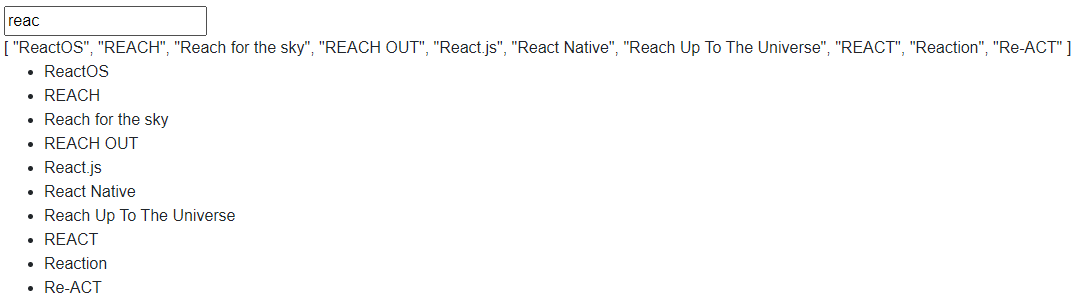 reac
[ "ReactOS", "REACH", "Reach for the sky", "REACH OUT", "React.js", "React Native", "Reach Up To The Universe", "REACT", "Reaction", "Re-ACT" ]
ReactOS
REACH
Reach for the sky
REACH OUT
React.js
React Native
Reach Up To The Universe
REACT
Reaction
Re-ACT